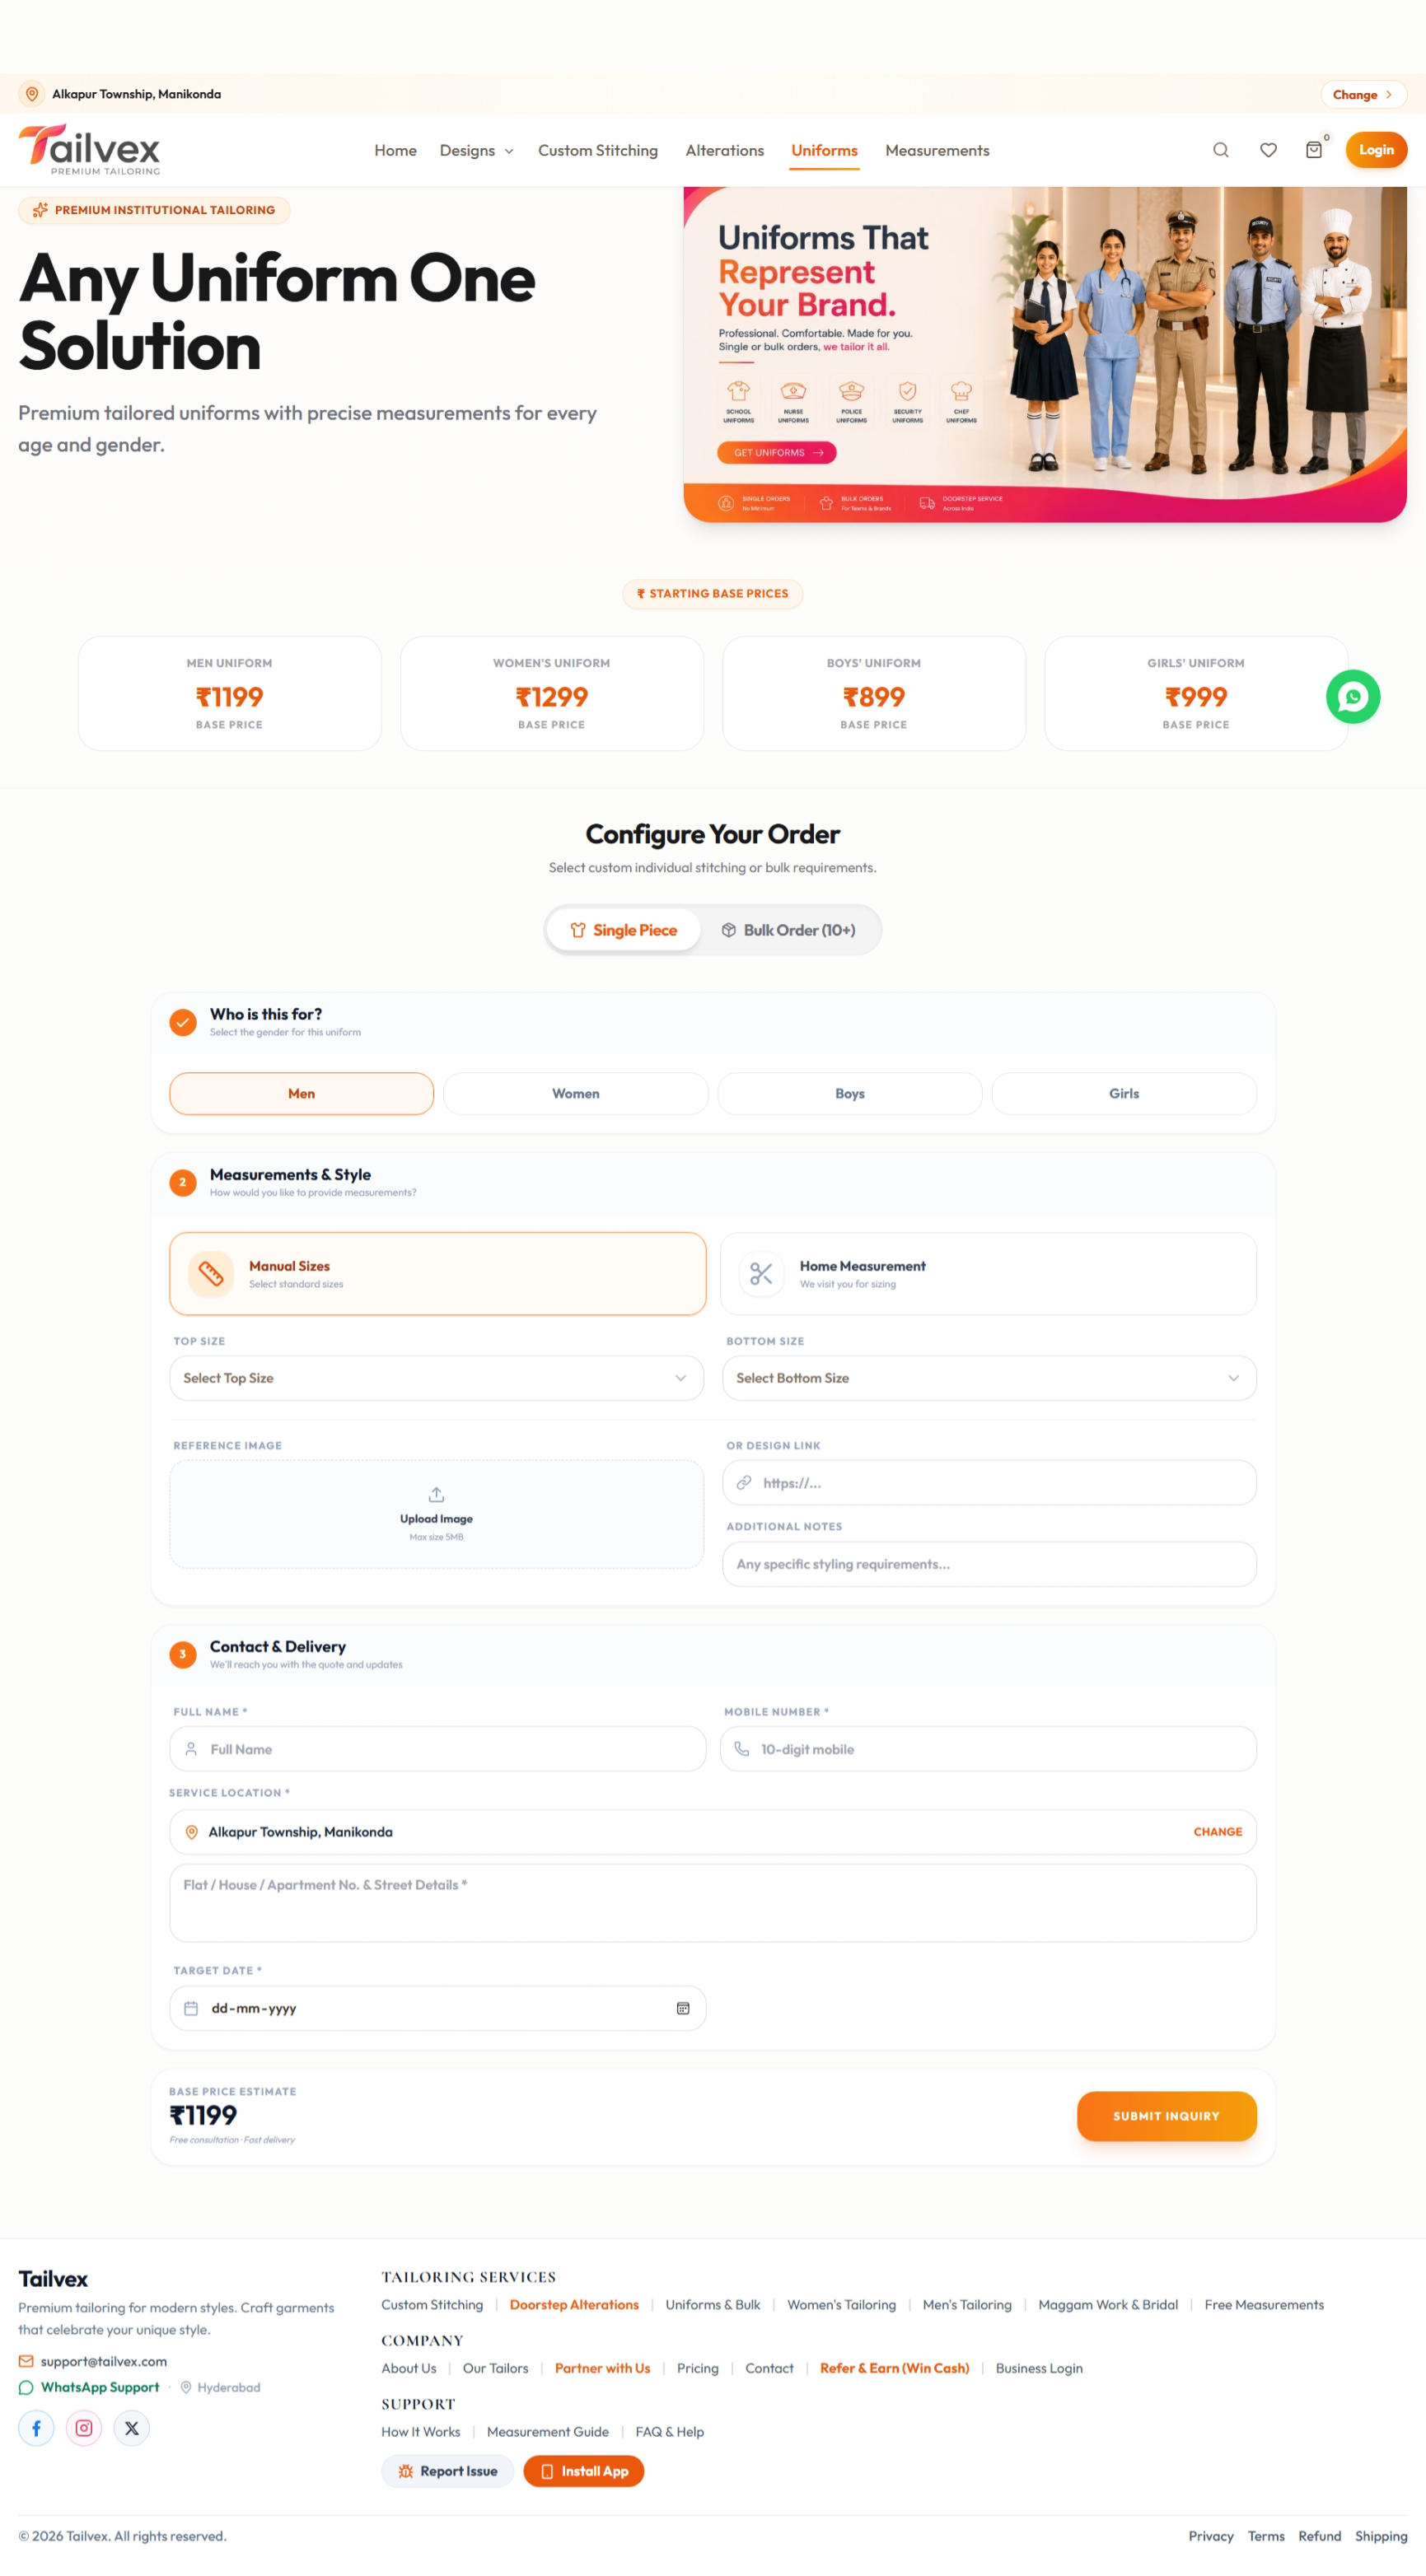 Alkapur Township, Manikonda
Change
Tailvex
PREMIUM TAILORING
Home
Designs
Custom Stitching
Alterations
Uniforms
Measurements
0
Login
PREMIUM INSTITUTIONAL TAILORING
Any Uniform One
Solution
Premium tailored uniforms with precise measurements for every
age and gender.
Uniforms That
Represent
Your Brand.
Professional. Comfortable. Made for you.
Single or bulk orders, we tailor it all.
SCHOOL UNIFORMS
NURSE UNIFORMS
POLICE UNIFORMS
SECURITY UNIFORMS
CHEF UNIFORMS
GET UNIFORMS
SINGLE ORDERS
No Minimum
BULK ORDERS
For Teams & Brands
DOORSTEP SERVICE
Across India
SECURITY
₹ STARTING BASE PRICES
MEN UNIFORM
₹1199
BASE PRICE
WOMEN'S UNIFORM
₹1299
BASE PRICE
BOYS' UNIFORM
₹899
BASE PRICE
GIRLS' UNIFORM
₹999
BASE PRICE
Configure Your Order
Select custom individual stitching or bulk requirements.
Single Piece
Bulk Order (10+)
Who is this for?
Select the gender for this uniform
Men
Women
Boys
Girls
2
Measurements & Style
How would you like to provide measurements?
Manual Sizes
Select standard sizes
Home Measurement
We visit you for sizing
TOP SIZE
Select Top Size
BOTTOM SIZE
Select Bottom Size
REFERENCE IMAGE
Upload Image
Max size 5MB
OR DESIGN LINK
https://...
ADDITIONAL NOTES
Any specific styling requirements...
3
Contact & Delivery
We'll reach you with the quote and updates
FULL NAME *
Full Name
MOBILE NUMBER *
10-digit mobile
SERVICE LOCATION *
Alkapur Township, Manikonda
CHANGE
Flat / House / Apartment No. & Street Details *
TARGET DATE *
dd-mm-yyyy
BASE PRICE ESTIMATE
₹1199
Free consultation · Fast delivery
SUBMIT INQUIRY
Tailvex
Premium tailoring for modern styles. Craft garments
that celebrate your unique style.
support@tailvex.com
WhatsApp Support · Hyderabad
TAILORING SERVICES
Custom Stitching | Doorstep Alterations | Uniforms & Bulk | Women's Tailoring | Men's Tailoring | Maggam Work & Bridal | Free Measurements
COMPANY
About Us | Our Tailors | Partner with Us | Pricing | Contact | Refer & Earn (Win Cash) | Business Login
SUPPORT
How It Works | Measurement Guide | FAQ & Help
Report Issue
Install App
© 2026 Tailvex. All rights reserved.
Privacy Terms Refund Shipping